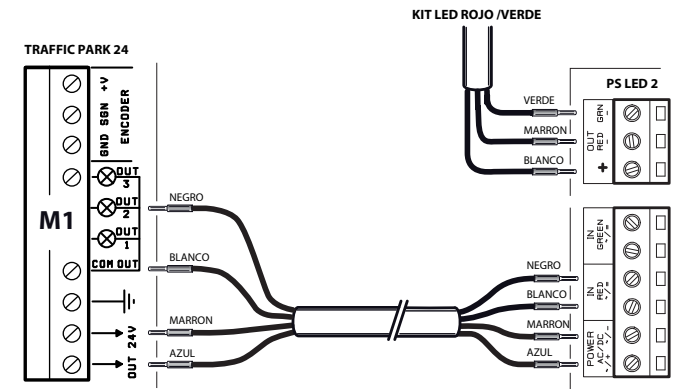 KIT LED ROJO /VERDE
TRAFFIC PARK 24
PS LED 2
M1
+V
SGN
GND
ENCODER
OUT
3
OUT
2
OUT
1
COM OUT
24V
OUT
NEGRO
BLANCO
MARRON
AZUL
VERDE
MARRON
BLANCO
GRN
-
OUT
RED
-
+
NEGRO
BLANCO
MARRON
AZUL
IN
GREEN
~/=
IN
RED
~/=
POWER
AC/DC
~/-
~/+